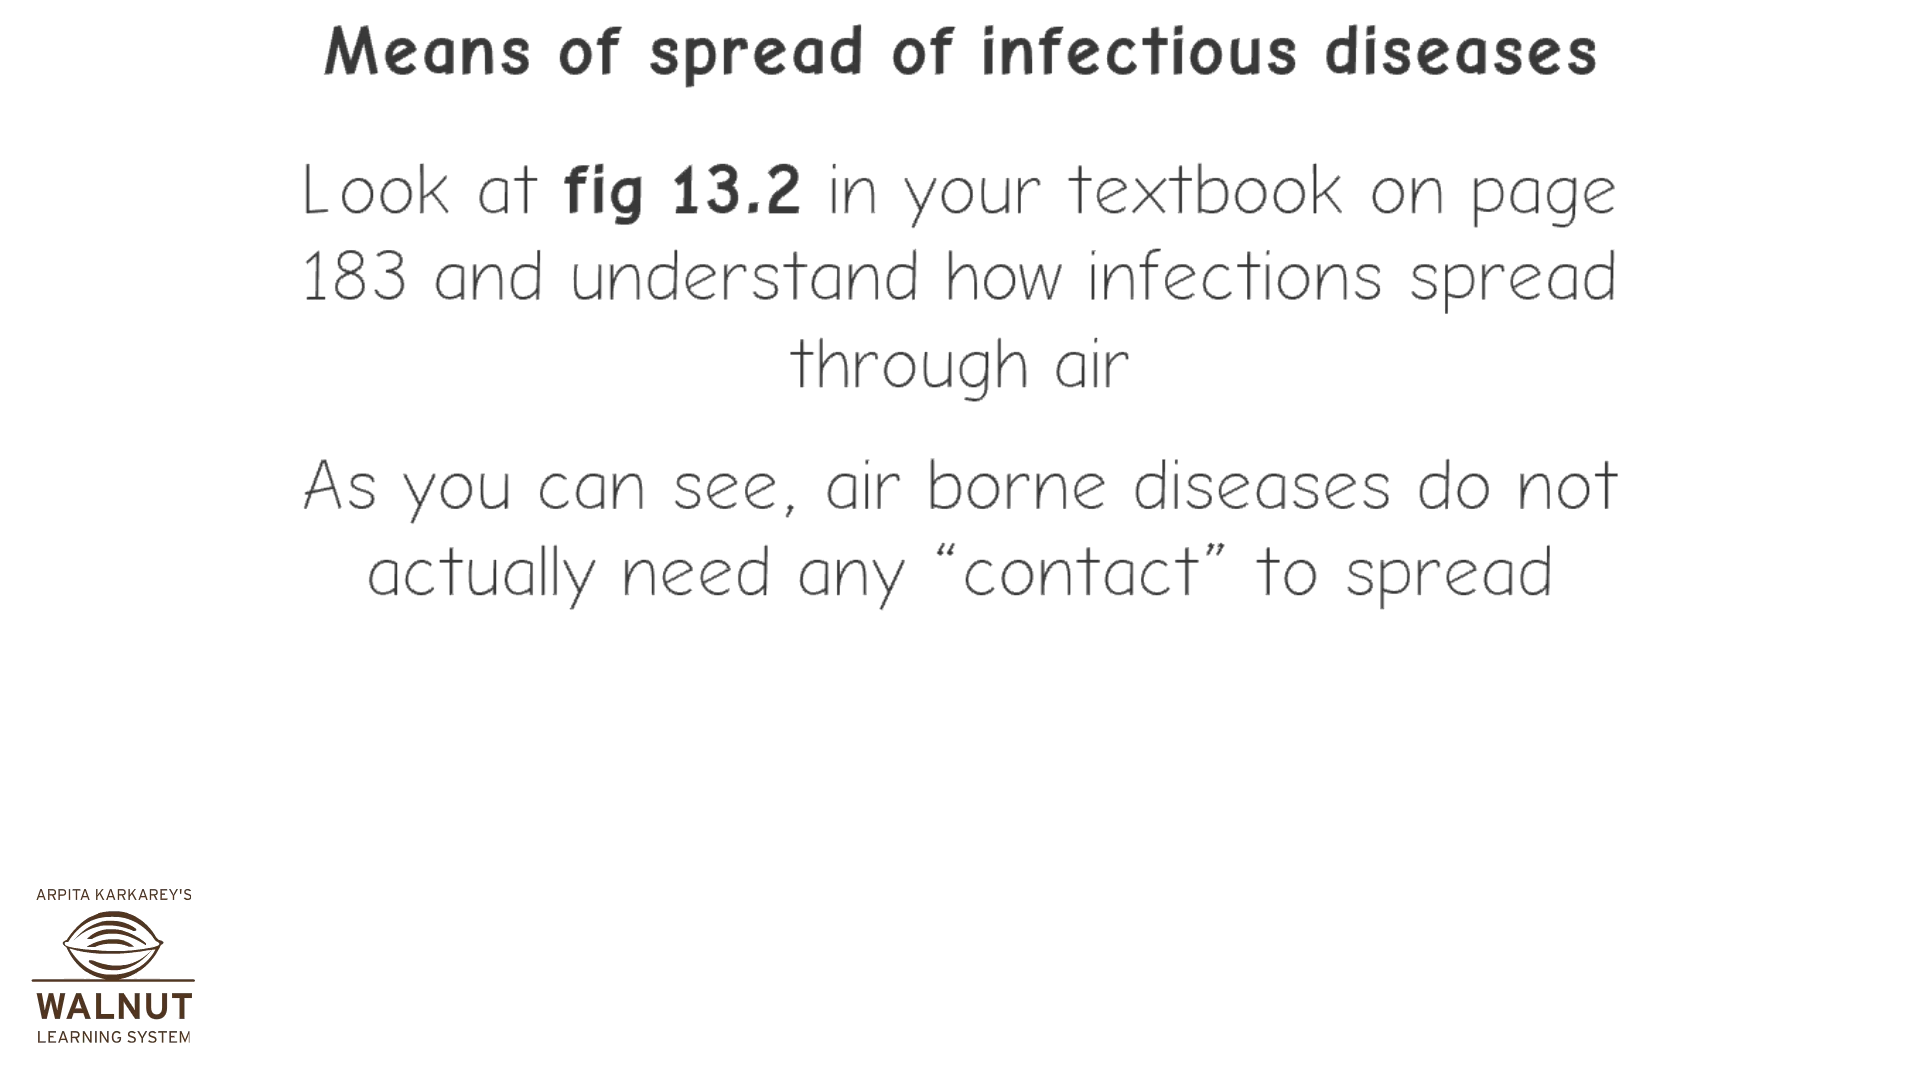 Means of spread of infectious diseases
Look at fig 13.2 in your textbook on page
183 and understand how infections spread
through air
As you can see, air borne diseases do not
actually need any “contact” to spread
ARPITA KARKAREY'S
WALNUT
LEARNING SYSTEM